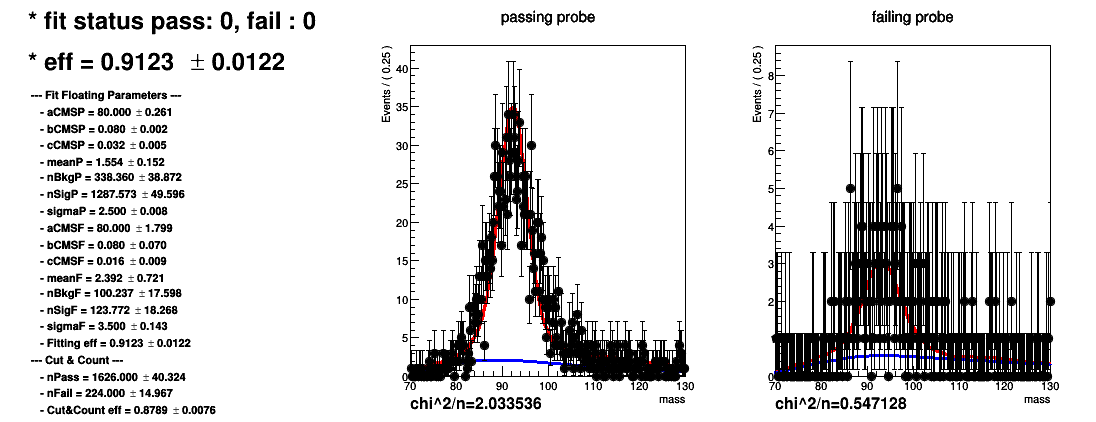 * fit status pass: 0, fail : 0
* eff = 0.9123 ± 0.0122
--- Fit Floating Parameters ---
- aCMSP = 80.000 ± 0.261
- bCMSP = 0.080 ± 0.002
- cCMSP = 0.032 ± 0.005
- meanP = 1.554 ± 0.152
- nBkgP = 338.360 ± 38.872
- nSigP = 1287.573 ± 49.596
- sigmaP = 2.500 ± 0.008
- aCMSF = 80.000 ± 1.799
- bCMSF = 0.080 ± 0.070
- cCMSF = 0.016 ± 0.009
- meanF = 2.392 ± 0.721
- nBkgF = 100.237 ± 17.598
- nSigF = 123.772 ± 18.268
- sigmaF = 3.500 ± 0.143
- Fitting eff = 0.9123 ± 0.0122
--- Cut & Count ---
- nPass = 1626.000 ± 40.324
- nFail = 224.000 ± 14.967
- Cut&Count eff = 0.8789 ± 0.0076
passing probe
Events / ( 0.25 )
40
35
30
25
20
15
10
5
0
70 80 90 100 110 120 130
mass
chi^2/n=2.033536
failing probe
Events / ( 0.25 )
8
7
6
5
4
3
2
1
0
70 80 90 100 110 120 130
mass
chi^2/n=0.547128